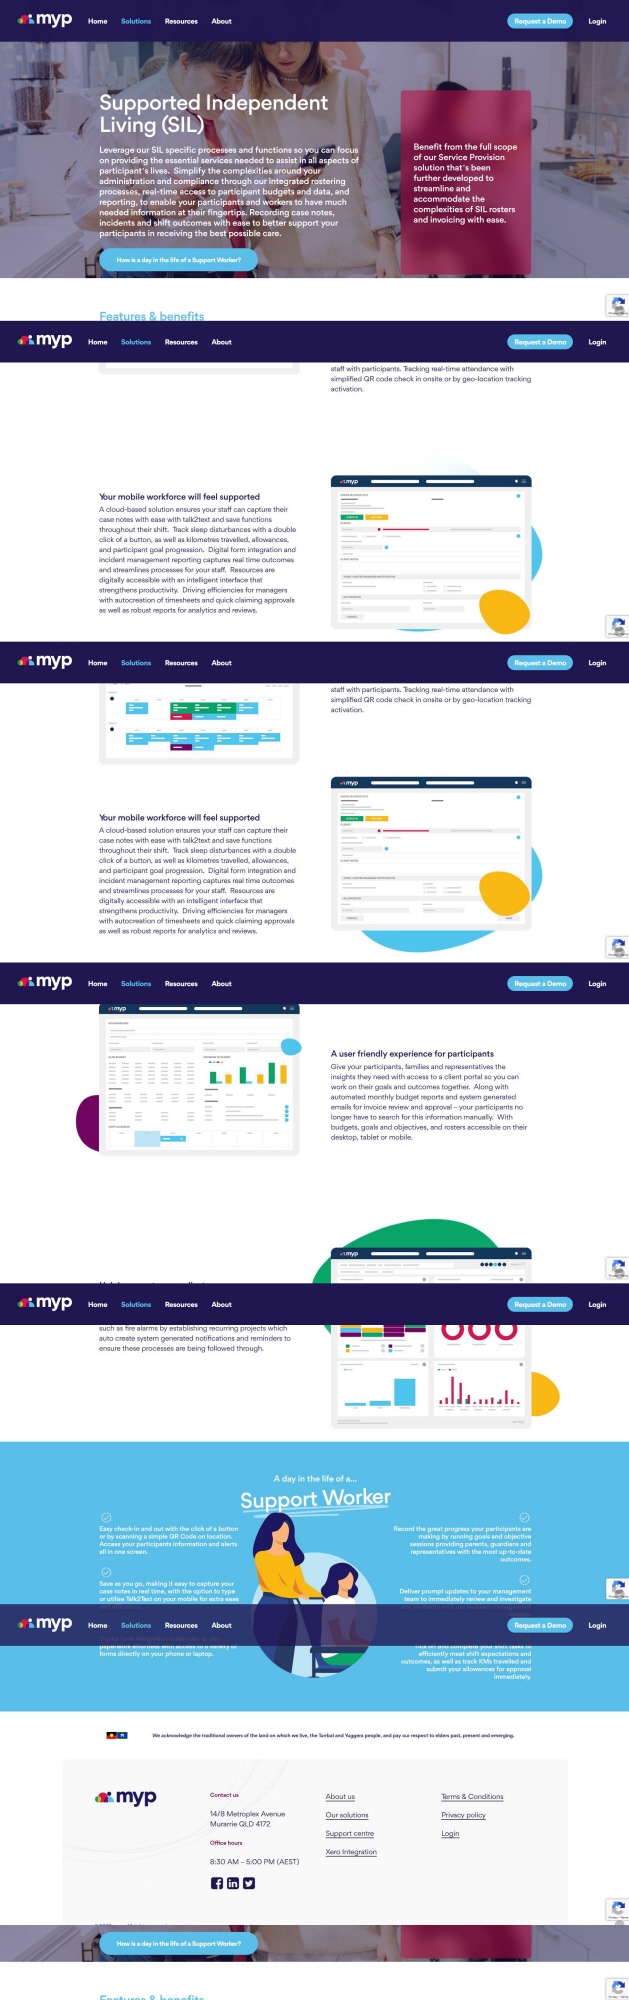 myp Home Solutions Resources About Request a Demo Login
Supported Independent
Living (SIL)
Leverage our SIL specific processes and functions so you can focus
on providing the essential services needed to assist in all aspects of
participant's lives. Simplify the complexities around your
administration and compliance through our integrated rostering
processes, real-time access to participant budgets and data, and
reporting, to enable your participants and workers to have much
needed information at their fingertips. Recording case notes,
incidents and shift outcomes with ease to better support your
participants in receiving the best possible care.
How is a day in the life of a Support Worker?
Benefit from the full scope
of our Service Provision
solution that's been
further developed to
streamline and
accommodate the
complexities of SIL rosters
and invoicing with ease.
Features & benefits
myp Home Solutions Resources About Request a Demo Login
staff with participants. Tracking real-time attendance with
simplified QR code check in onsite or by geo-location tracking
activation.
Your mobile workforce will feel supported
A cloud-based solution ensures your staff can capture their
case notes with ease with talk2text and save functions
throughout their shift. Track sleep disturbances with a double
click of a button, as well as kilometres travelled, allowances,
and participant goal progression. Digital form integration and
incident management reporting captures real time outcomes
and streamlines processes for your staff. Resources are
digitally accessible with an intelligent interface that
strengthens productivity. Driving efficiencies for managers
with autocreation of timesheets and quick claiming approvals
as well as robust reports for analytics and reviews.
myp
myp Home Solutions Resources About Request a Demo Login
staff with participants. Tracking real-time attendance with
simplified QR code check in onsite or by geo-location tracking
activation.
Your mobile workforce will feel supported
A cloud-based solution ensures your staff can capture their
case notes with ease with talk2text and save functions
throughout their shift. Track sleep disturbances with a double
click of a button, as well as kilometres travelled, allowances,
and participant goal progression. Digital form integration and
incident management reporting captures real time outcomes
and streamlines processes for your staff. Resources are
digitally accessible with an intelligent interface that
strengthens productivity. Driving efficiencies for managers
with autocreation of timesheets and quick claiming approvals
as well as robust reports for analytics and reviews.
myp
myp Home Solutions Resources About Request a Demo Login
myp
A user friendly experience for participants
Give your participants, families and representatives the
insights they need with access to a client portal so you can
work on their goals and outcomes together. Along with
automated monthly budget reports and system generated
emails for invoice review and approval – your participants no
longer have to search for this information manually. With
budgets, goals and objectives, and rosters accessible on their
desktop, tablet or mobile.
myp
myp Home Solutions Resources About Request a Demo Login
such as fire alarms by establishing recurring projects which
auto create system generated notifications and reminders to
ensure these processes are being followed through.
A day in the life of a...
Support Worker
Easy check-in and out with the click of a button
or by scanning a simple QR Code on location.
Access your participants information and alerts
all in one screen.
Save as you go, making it easy to capture your
case notes in real time, with the option to type
or utilise Talk2Text on your mobile for extra ease
Record the great progress your participants are
making by running goals and objective
sessions providing parents, guardians and
representatives with the most up-to-date
outcomes.
Deliver prompt updates to your management
team to immediately review and investigate
myp Home Solutions Resources About Request a Demo Login
paperwork
forms directly on your phone or laptop.
efficiently meet shift expectations and
outcomes, as well as track KMs travelled and
submit your allowances for approval
immediately.
We acknowledge the traditional owners of the land on which we live, the Turrbal and Yuggera people, and pay our respect to elders past, present and emerging.
myp
Contact us
14/8 Metroplex Avenue
Murarrie QLD 4172
Office hours
8:30 AM – 5:00 PM (AEST)
About us
Our solutions
Support centre
Xero Integration
Terms & Conditions
Privacy policy
Login
How is a day in the life of a Support Worker?
Features & benefits